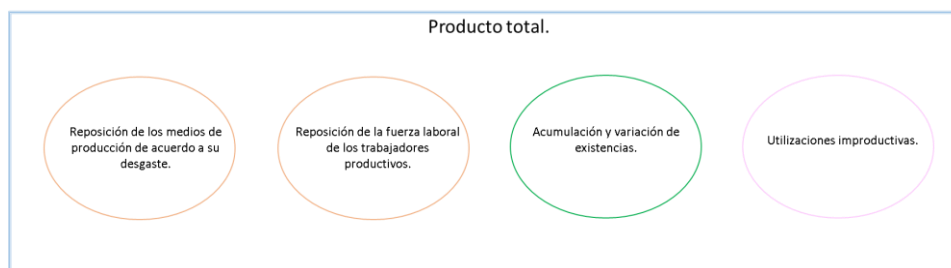 Producto total.
Reposición de los medios de
producción de acuerdo a su
desgaste.
Reposición de la fuerza laboral
de los trabajadores
productivos.
Acumulación y variación de
existencias.
Utilizaciones improductivas.